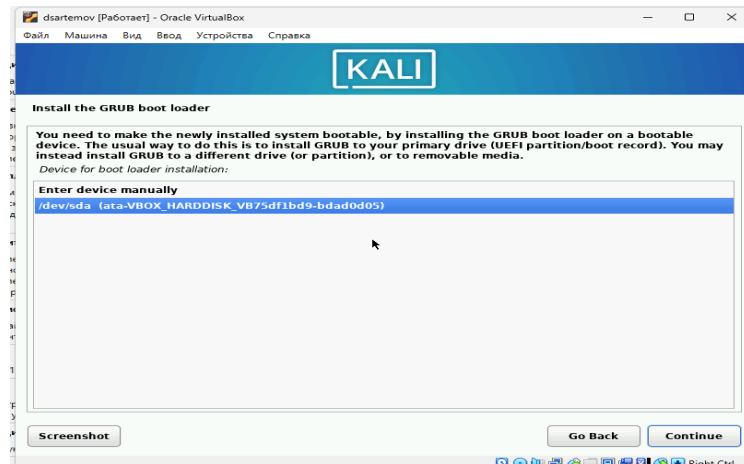 dsartemov [Работает] - Oracle VirtualBox
Файл Машина Вид Ввод Устройства Справка
KALI
Install the GRUB boot loader
You need to make the newly installed system bootable, by installing the GRUB boot loader on a bootable
device. The usual way to do this is to install GRUB to your primary drive (UEFI partition/boot record). You may
instead install GRUB to a different drive (or partition), or to removable media.
Device for boot loader installation:
Enter device manually
/dev/sda (ata-VBOX_HARDDISK_VB75df1bd9-bdad0d05)
Screenshot Go Back Continue
Right Ctrl